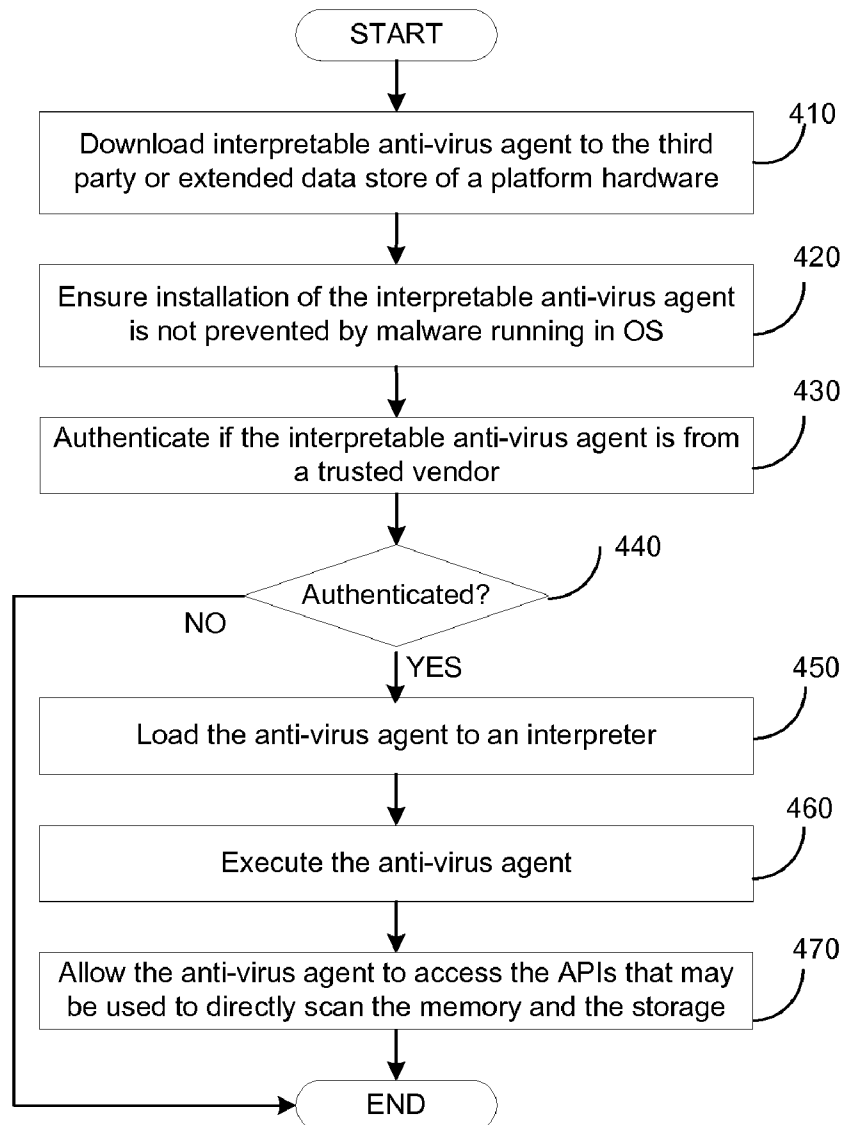 START
410
Download interpretable anti-virus agent to the third
party or extended data store of a platform hardware
420
Ensure installation of the interpretable anti-virus agent
is not prevented by malware running in OS
430
Authenticate if the interpretable anti-virus agent is from
a trusted vendor
440
Authenticated?
NO
YES
450
Load the anti-virus agent to an interpreter
460
Execute the anti-virus agent
470
Allow the anti-virus agent to access the APIs that may
be used to directly scan the memory and the storage
END